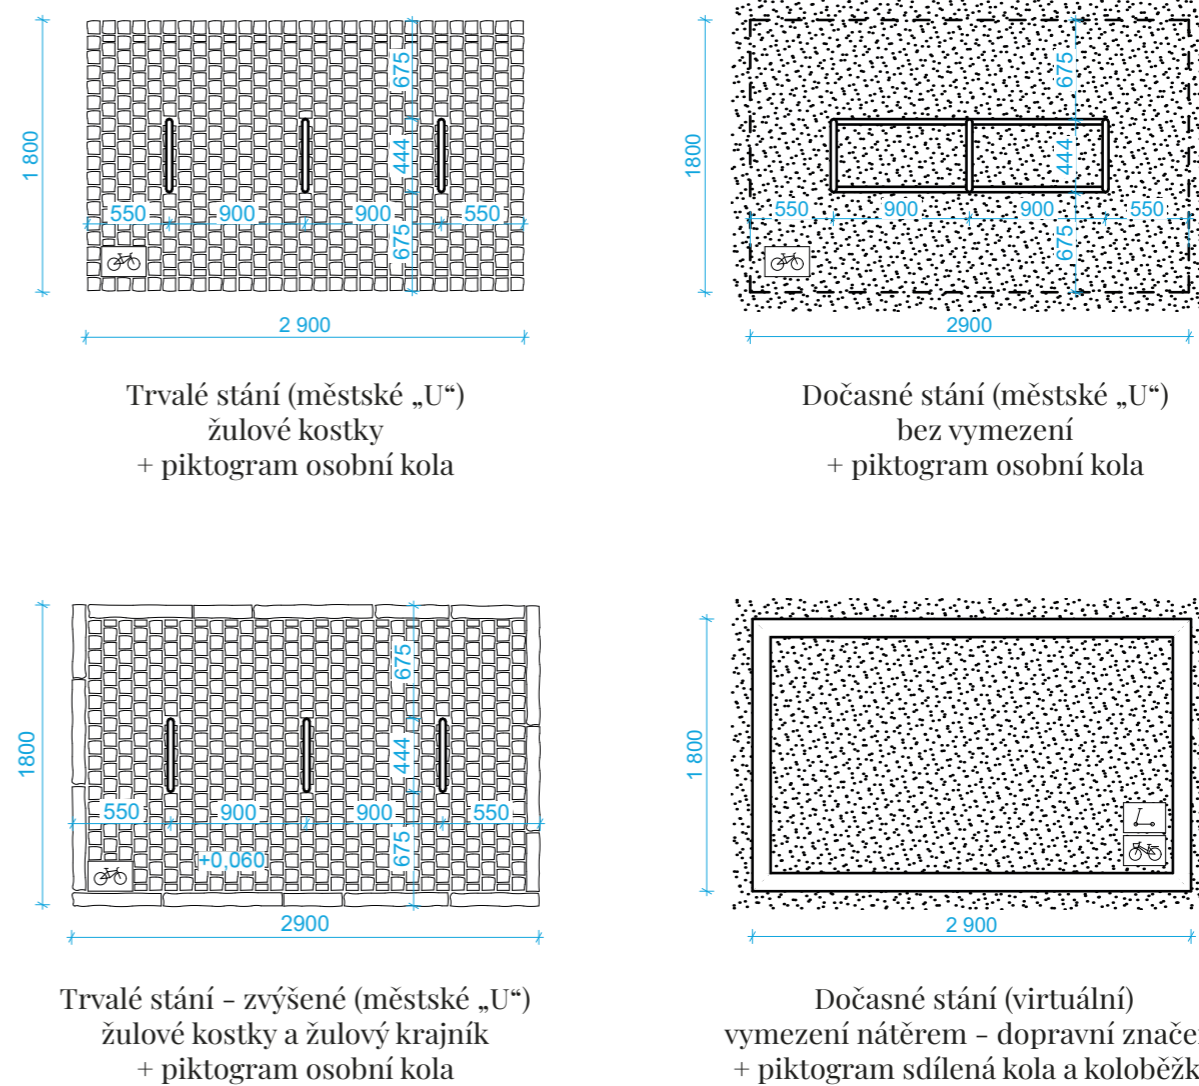 1 800
675
444
550
900
900
550
675
2 900
Trvalé stání (městské „U“)
žulové kostky
+ piktogram osobní kola
1800
675
444
550
900
900
550
675
2900
Dočasné stání (městské „U“)
bez vymezení
+ piktogram osobní kola
1800
675
444
550
900
900
550
675
+0,060
2900
Trvalé stání - zvýšené (městské „U“)
žulové kostky a žulový krajník
+ piktogram osobní kola
1 800
2 900
Dočasné stání (virtuální)
vymezení nátěrem - dopravní znače
+ piktogram sdílená kola a koloběžk